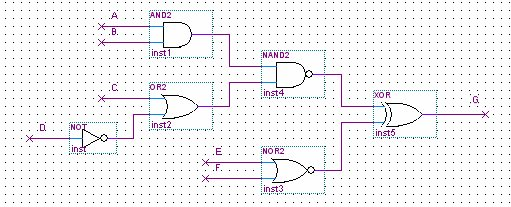 A
AND2
B
inst1
NAND2
C
OR2
inst4
XOR
G
D
NOT
inst2
inst
inst5
E
NOR2
F
inst3